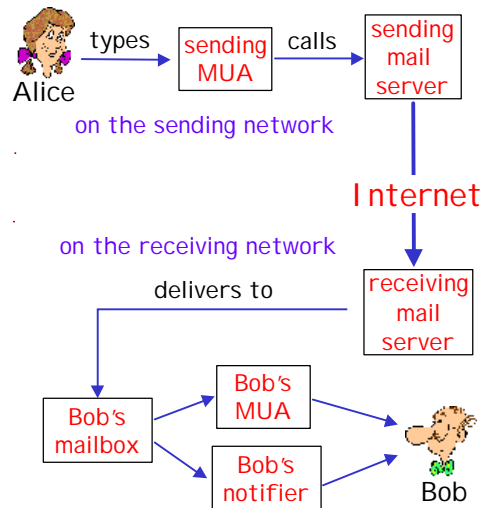 types
sending
MUA
calls
sending
mail
server
Alice
on the sending network
Internet
on the receiving network
delivers to
receiving
mail
server
Bob's
mailbox
Bob's
MUA
Bob's
notifier
Bob